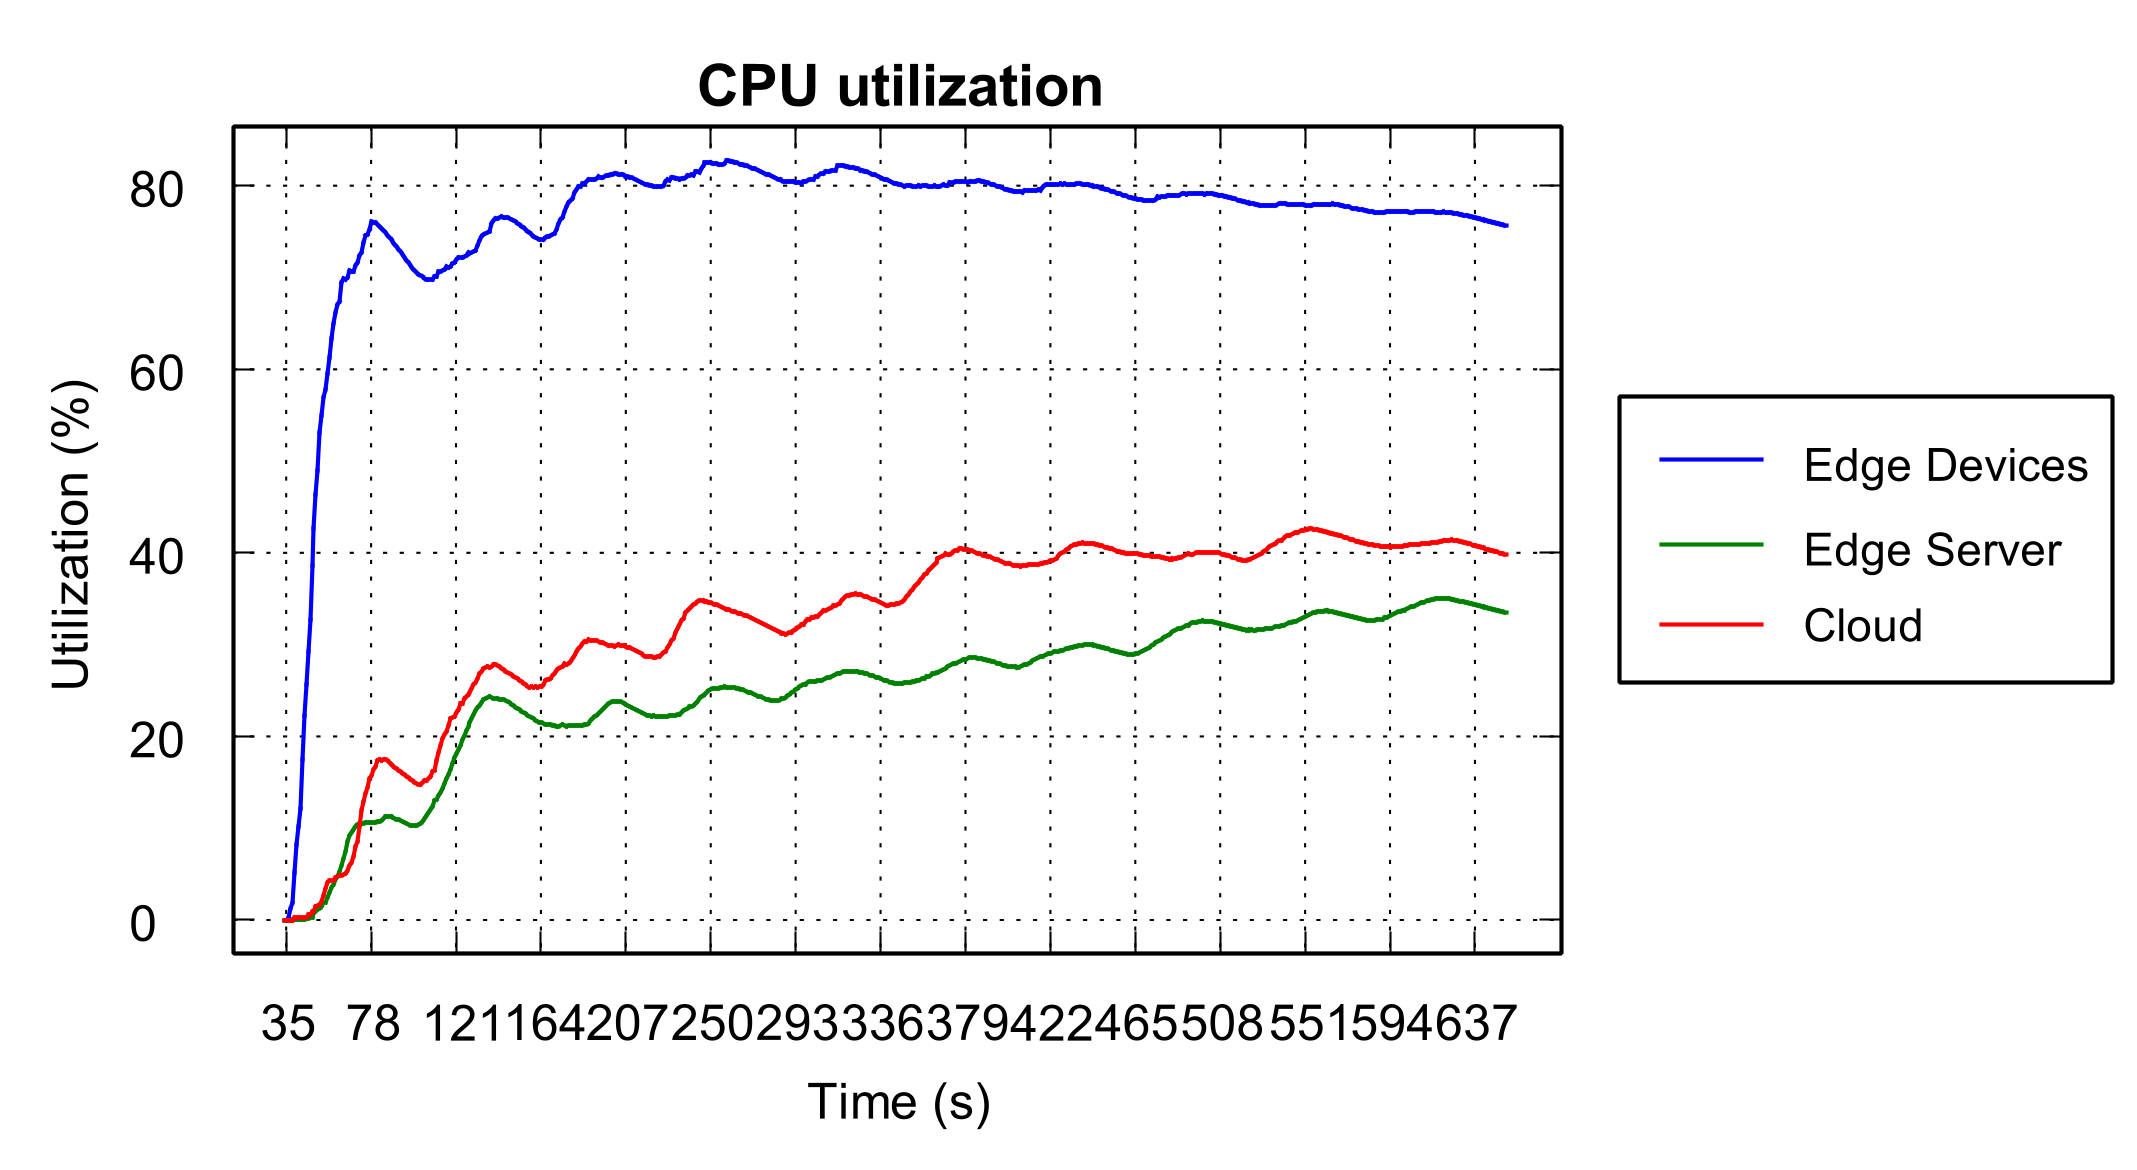 CPU utilization
80
60
40
20
0
Utilization (%)
35 78 121164207250293336379422465508551594637
Time (s)
Edge Devices
Edge Server
Cloud